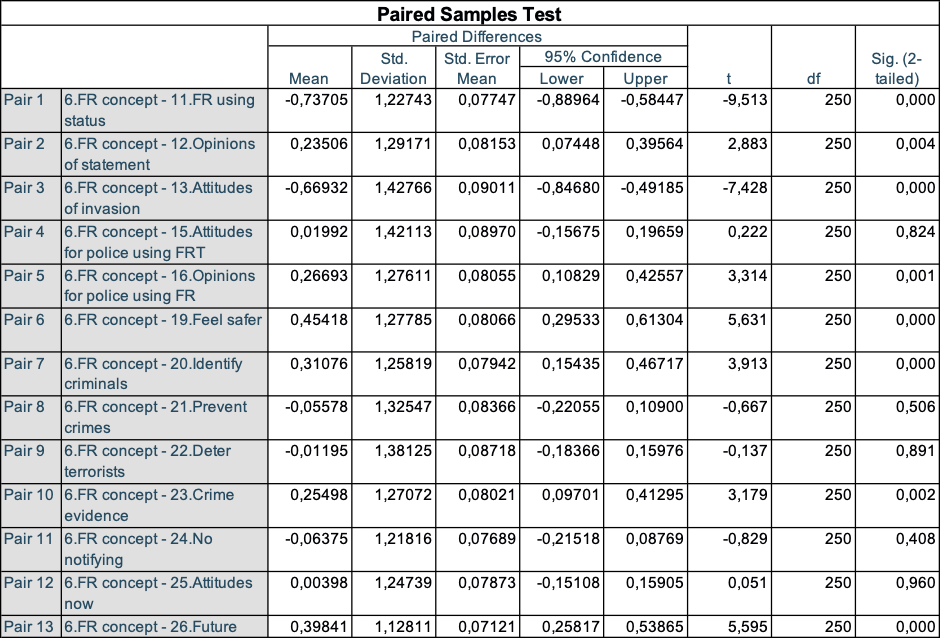 Paired Samples Test
Paired Differences
Mean Std. Deviation Std. Error Mean 95% Confidence Lower Upper t df Sig. (2-tailed)
Pair 1 6.FR concept - 11.FR using status -0,73705 1,22743 0,07747 -0,88964 -0,58447 -9,513 250 0,000
Pair 2 6.FR concept - 12.Opinions of statement 0,23506 1,29171 0,08153 0,07448 0,39564 2,883 250 0,004
Pair 3 6.FR concept - 13.Attitudes of invasion -0,66932 1,42766 0,09011 -0,84680 -0,49185 -7,428 250 0,000
Pair 4 6.FR concept - 15.Attitudes for police using FRT 0,01992 1,42113 0,08970 -0,15675 0,19659 0,222 250 0,824
Pair 5 6.FR concept - 16.Opinions for police using FR 0,26693 1,27611 0,08055 0,10829 0,42557 3,314 250 0,001
Pair 6 6.FR concept - 19.Feel safer 0,45418 1,27785 0,08066 0,29533 0,61304 5,631 250 0,000
Pair 7 6.FR concept - 20.Identify criminals 0,31076 1,25819 0,07942 0,15435 0,46717 3,913 250 0,000
Pair 8 6.FR concept - 21.Prevent crimes -0,05578 1,32547 0,08366 -0,22055 0,10900 -0,667 250 0,506
Pair 9 6.FR concept - 22.Deter terrorists -0,01195 1,38125 0,08718 -0,18366 0,15976 -0,137 250 0,891
Pair 10 6.FR concept - 23.Crime evidence 0,25498 1,27072 0,08021 0,09701 0,41295 3,179 250 0,002
Pair 11 6.FR concept - 24.No notifying -0,06375 1,21816 0,07689 -0,21518 0,08769 -0,829 250 0,408
Pair 12 6.FR concept - 25.Attitudes now 0,00398 1,24739 0,07873 -0,15108 0,15905 0,051 250 0,960
Pair 13 6.FR concept - 26.Future 0,39841 1,12811 0,07121 0,25817 0,53865 5,595 250 0,000